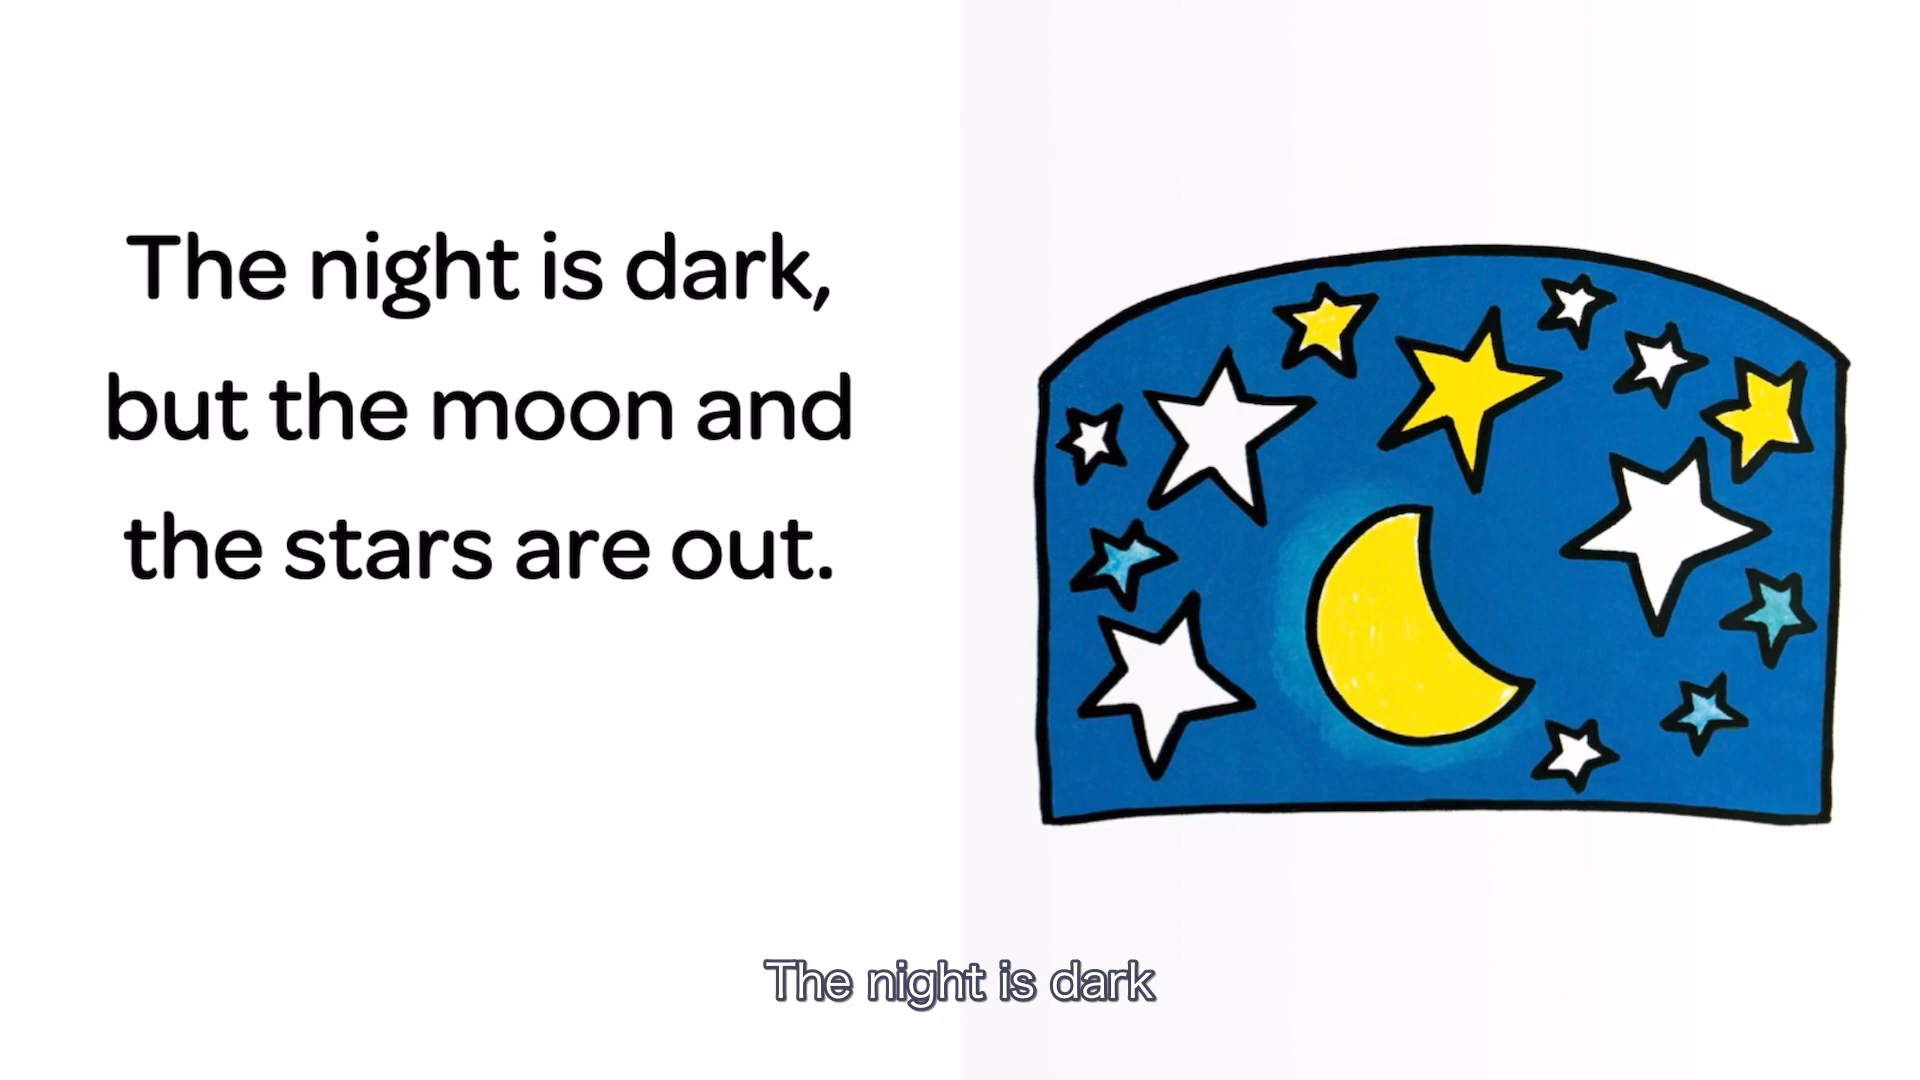 The night is dark,
but the moon and
the stars are out.
The night is dark